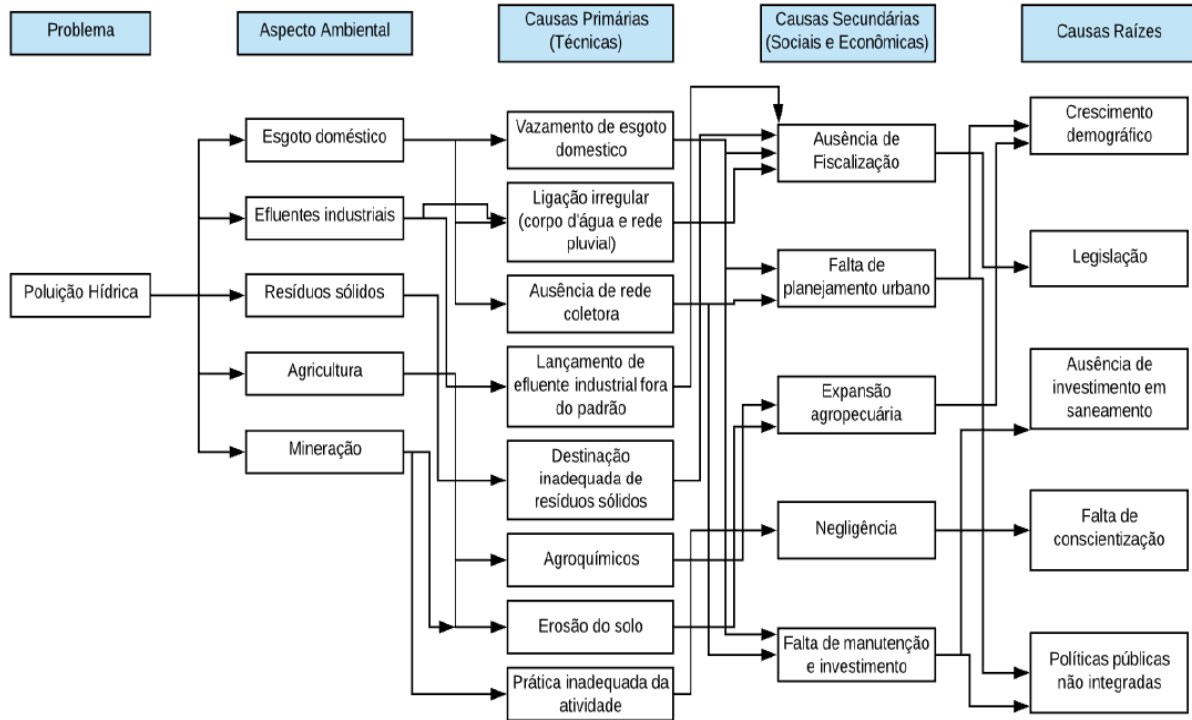 Problema
Aspecto Ambiental
Causas Primárias
(Técnicas)
Causas Secundárias
(Sociais e Econômicas)
Causas Raízes
Poluição Hídrica
Esgoto doméstico
Efluentes industriais
Resíduos sólidos
Agricultura
Mineração
Vazamento de esgoto
domestico
Ligação irregular
(corpo d'água e rede
pluvial)
Ausência de rede
coletora
Lançamento de
efluente industrial fora
do padrão
Destinação
inadequada de
resíduos sólidos
Agroquímicos
Erosão do solo
Prática inadequada da
atividade
Ausência de
Fiscalização
Falta de
planejamento urbano
Expansão
agropecuária
Negligência
Falta de manutenção
e investimento
Crescimento
demográfico
Legislação
Ausência de
investimento em
saneamento
Falta de
conscientização
Políticas públicas
não integradas